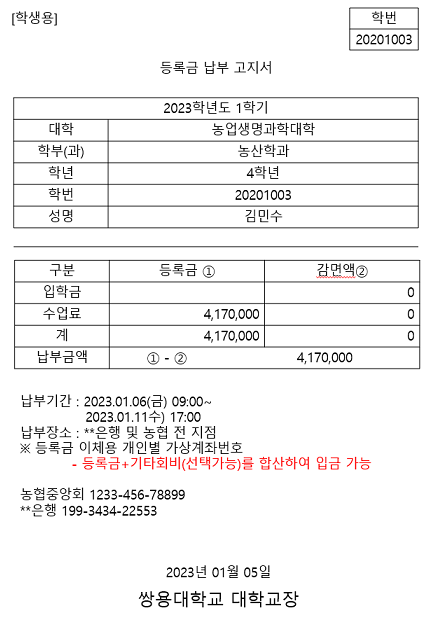 [학생용]
학번
20201003
등록금 납부 고지서
2023학년도 1학기
대학 농업생명과학대학
학부(과) 농산학과
학년 4학년
학번 20201003
성명 김민수
구분 등록금 ① 감면액②
입학금 0
수업료 4,170,000 0
계 4,170,000 0
납부금액 ① - ② 4,170,000
납부기간 : 2023.01.06(금) 09:00~
2023.01.11수) 17:00
납부장소 : **은행 및 농협 전 지점
※ 등록금 이체용 개인별 가상계좌번호
- 등록금+기타회비(선택가능)를 합산하여 입금 가능
농협중앙회 1233-456-78899
**은행 199-3434-22553
2023년 01월 05일
쌍용대학교 대학교장